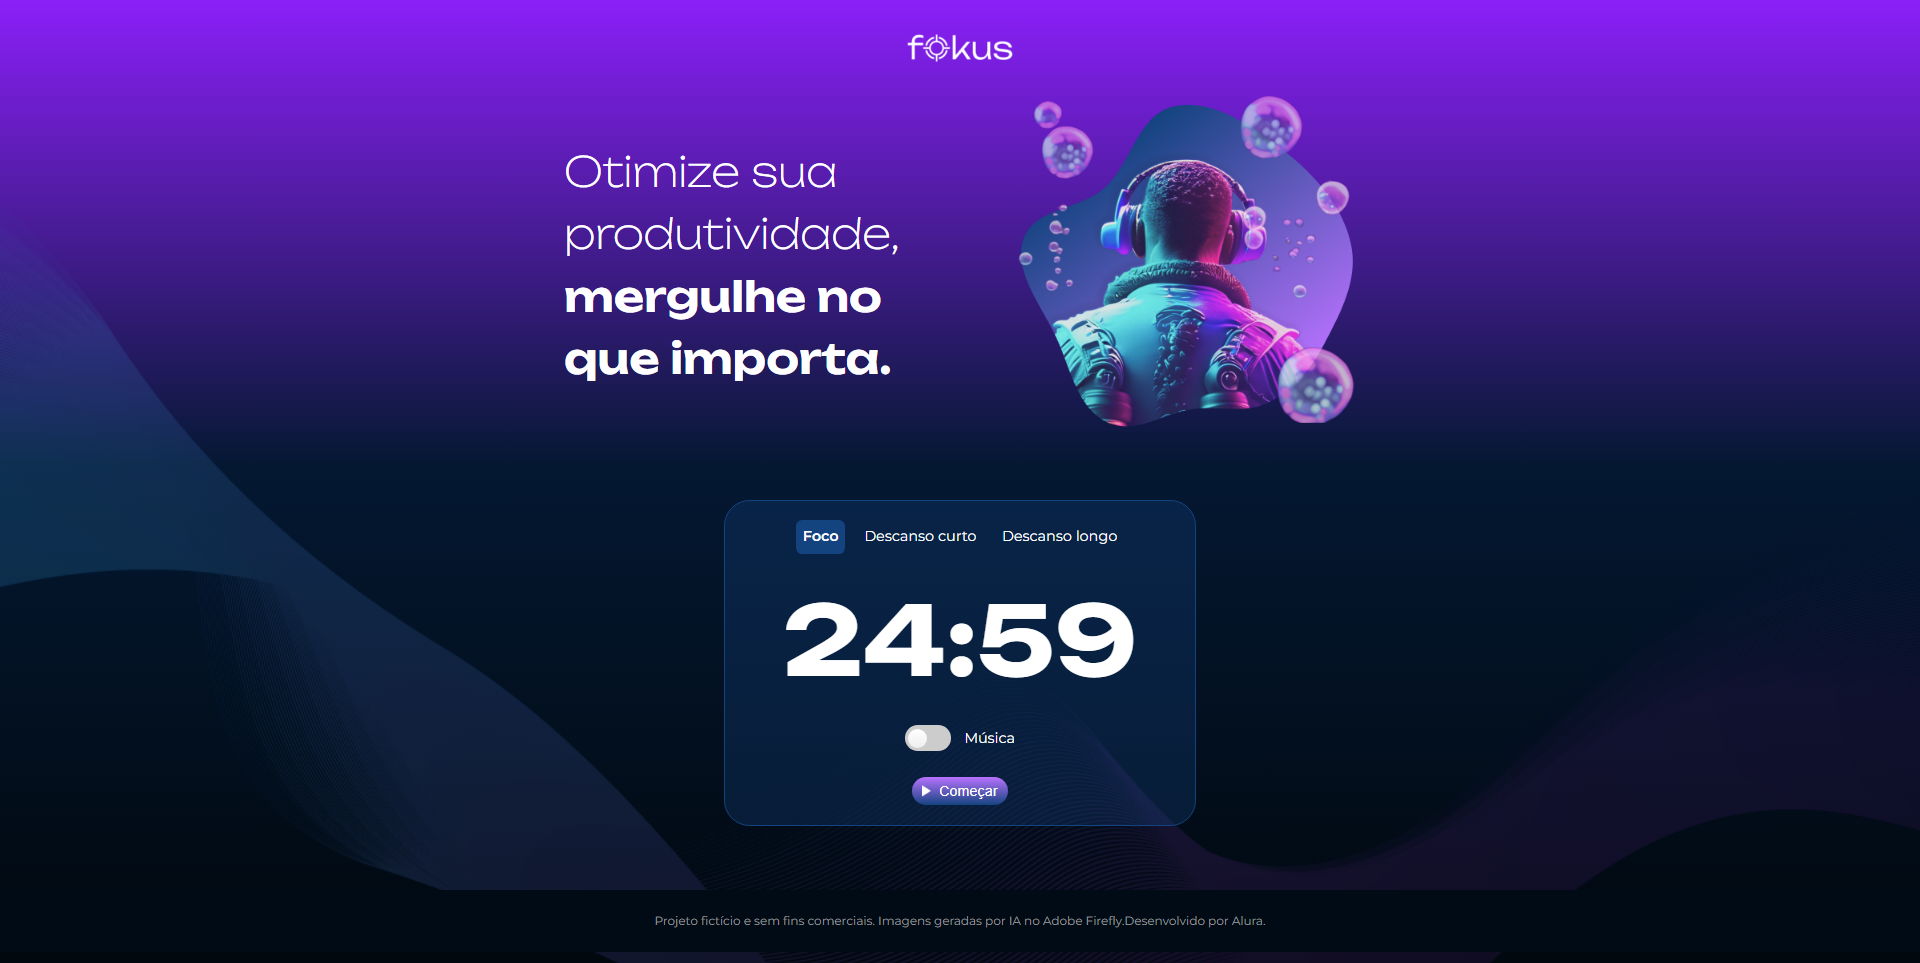 fokus
Otimize sua
produtividade,
mergulhe no
que importa.
Foco Descanso curto Descanso longo
24:59
Música
Começar
Projeto fictício e sem fins comerciais. Imagens geradas por IA no Adobe Firefly.Desenvolvido por Alura.